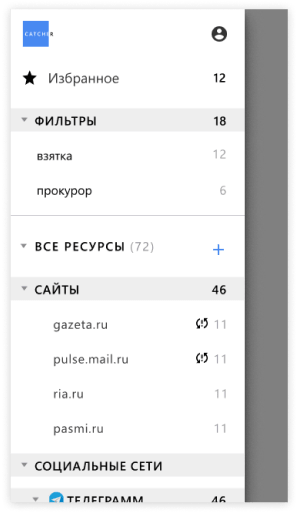 CATCHER
Избранное 12
ФИЛЬТРЫ 18
взятка 12
прокурор 6
ВСЕ РЕСУРСЫ (72) +
САЙТЫ 46
gazeta.ru 11
pulse.mail.ru 11
ria.ru 11
pasmi.ru 11
СОЦИАЛЬНЫЕ СЕТИ
ТЕЛЕГРАММ 46